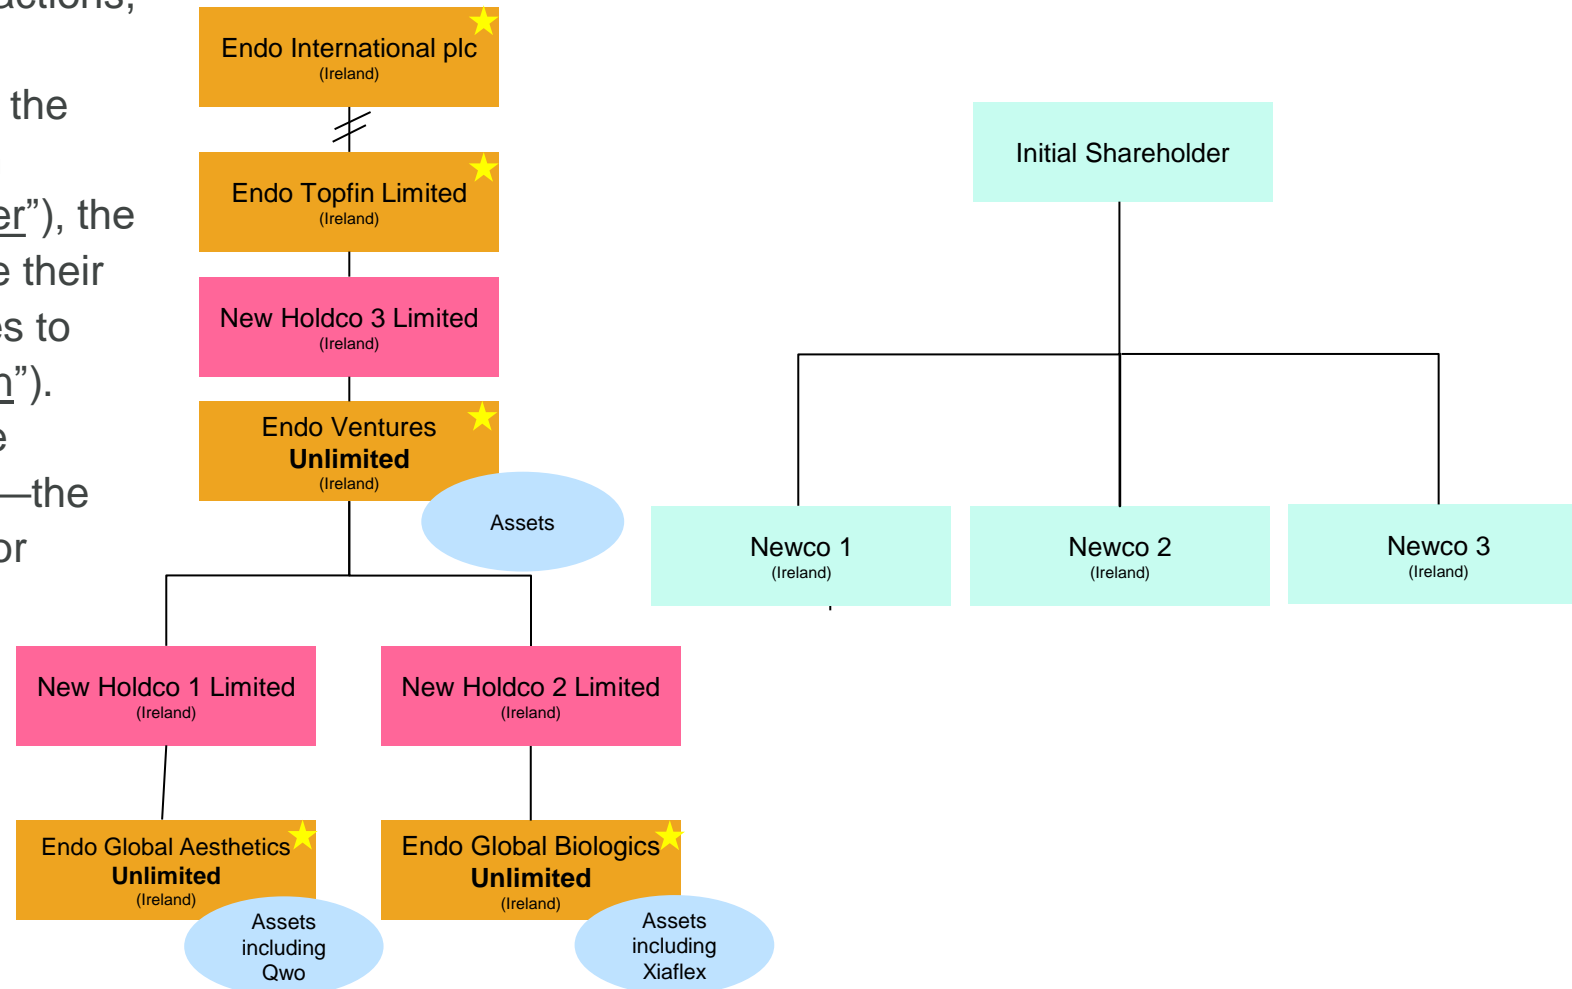 actions,
the
er”), the
e their
es to
n”).
e
—the
or
Endo International plc
(Ireland)
Endo Topfin Limited
(Ireland)
New Holdco 3 Limited
(Ireland)
Endo Ventures
Unlimited
(Ireland)
Assets
New Holdco 1 Limited
(Ireland)
New Holdco 2 Limited
(Ireland)
Endo Global Aesthetics
Unlimited
(Ireland)
Assets
including
Qwo
Endo Global Biologics
Unlimited
(Ireland)
Assets
including
Xiaflex
Initial Shareholder
Newco 1
(Ireland)
Newco 2
(Ireland)
Newco 3
(Ireland)